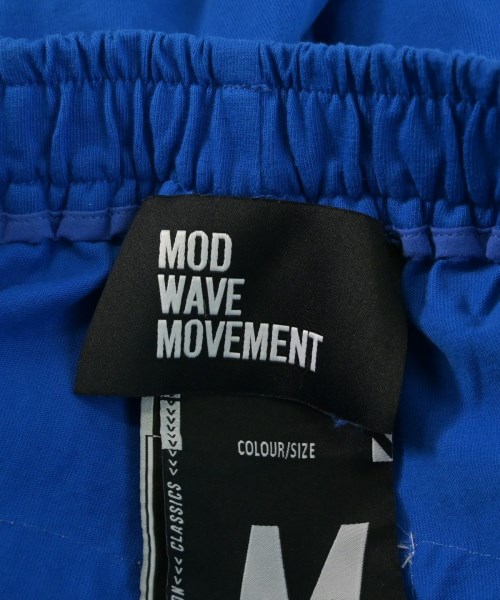 MOD
WAVE
MOVEMENT
COLOUR/SIZE
<<< CLASSICS <<<<<<<
M